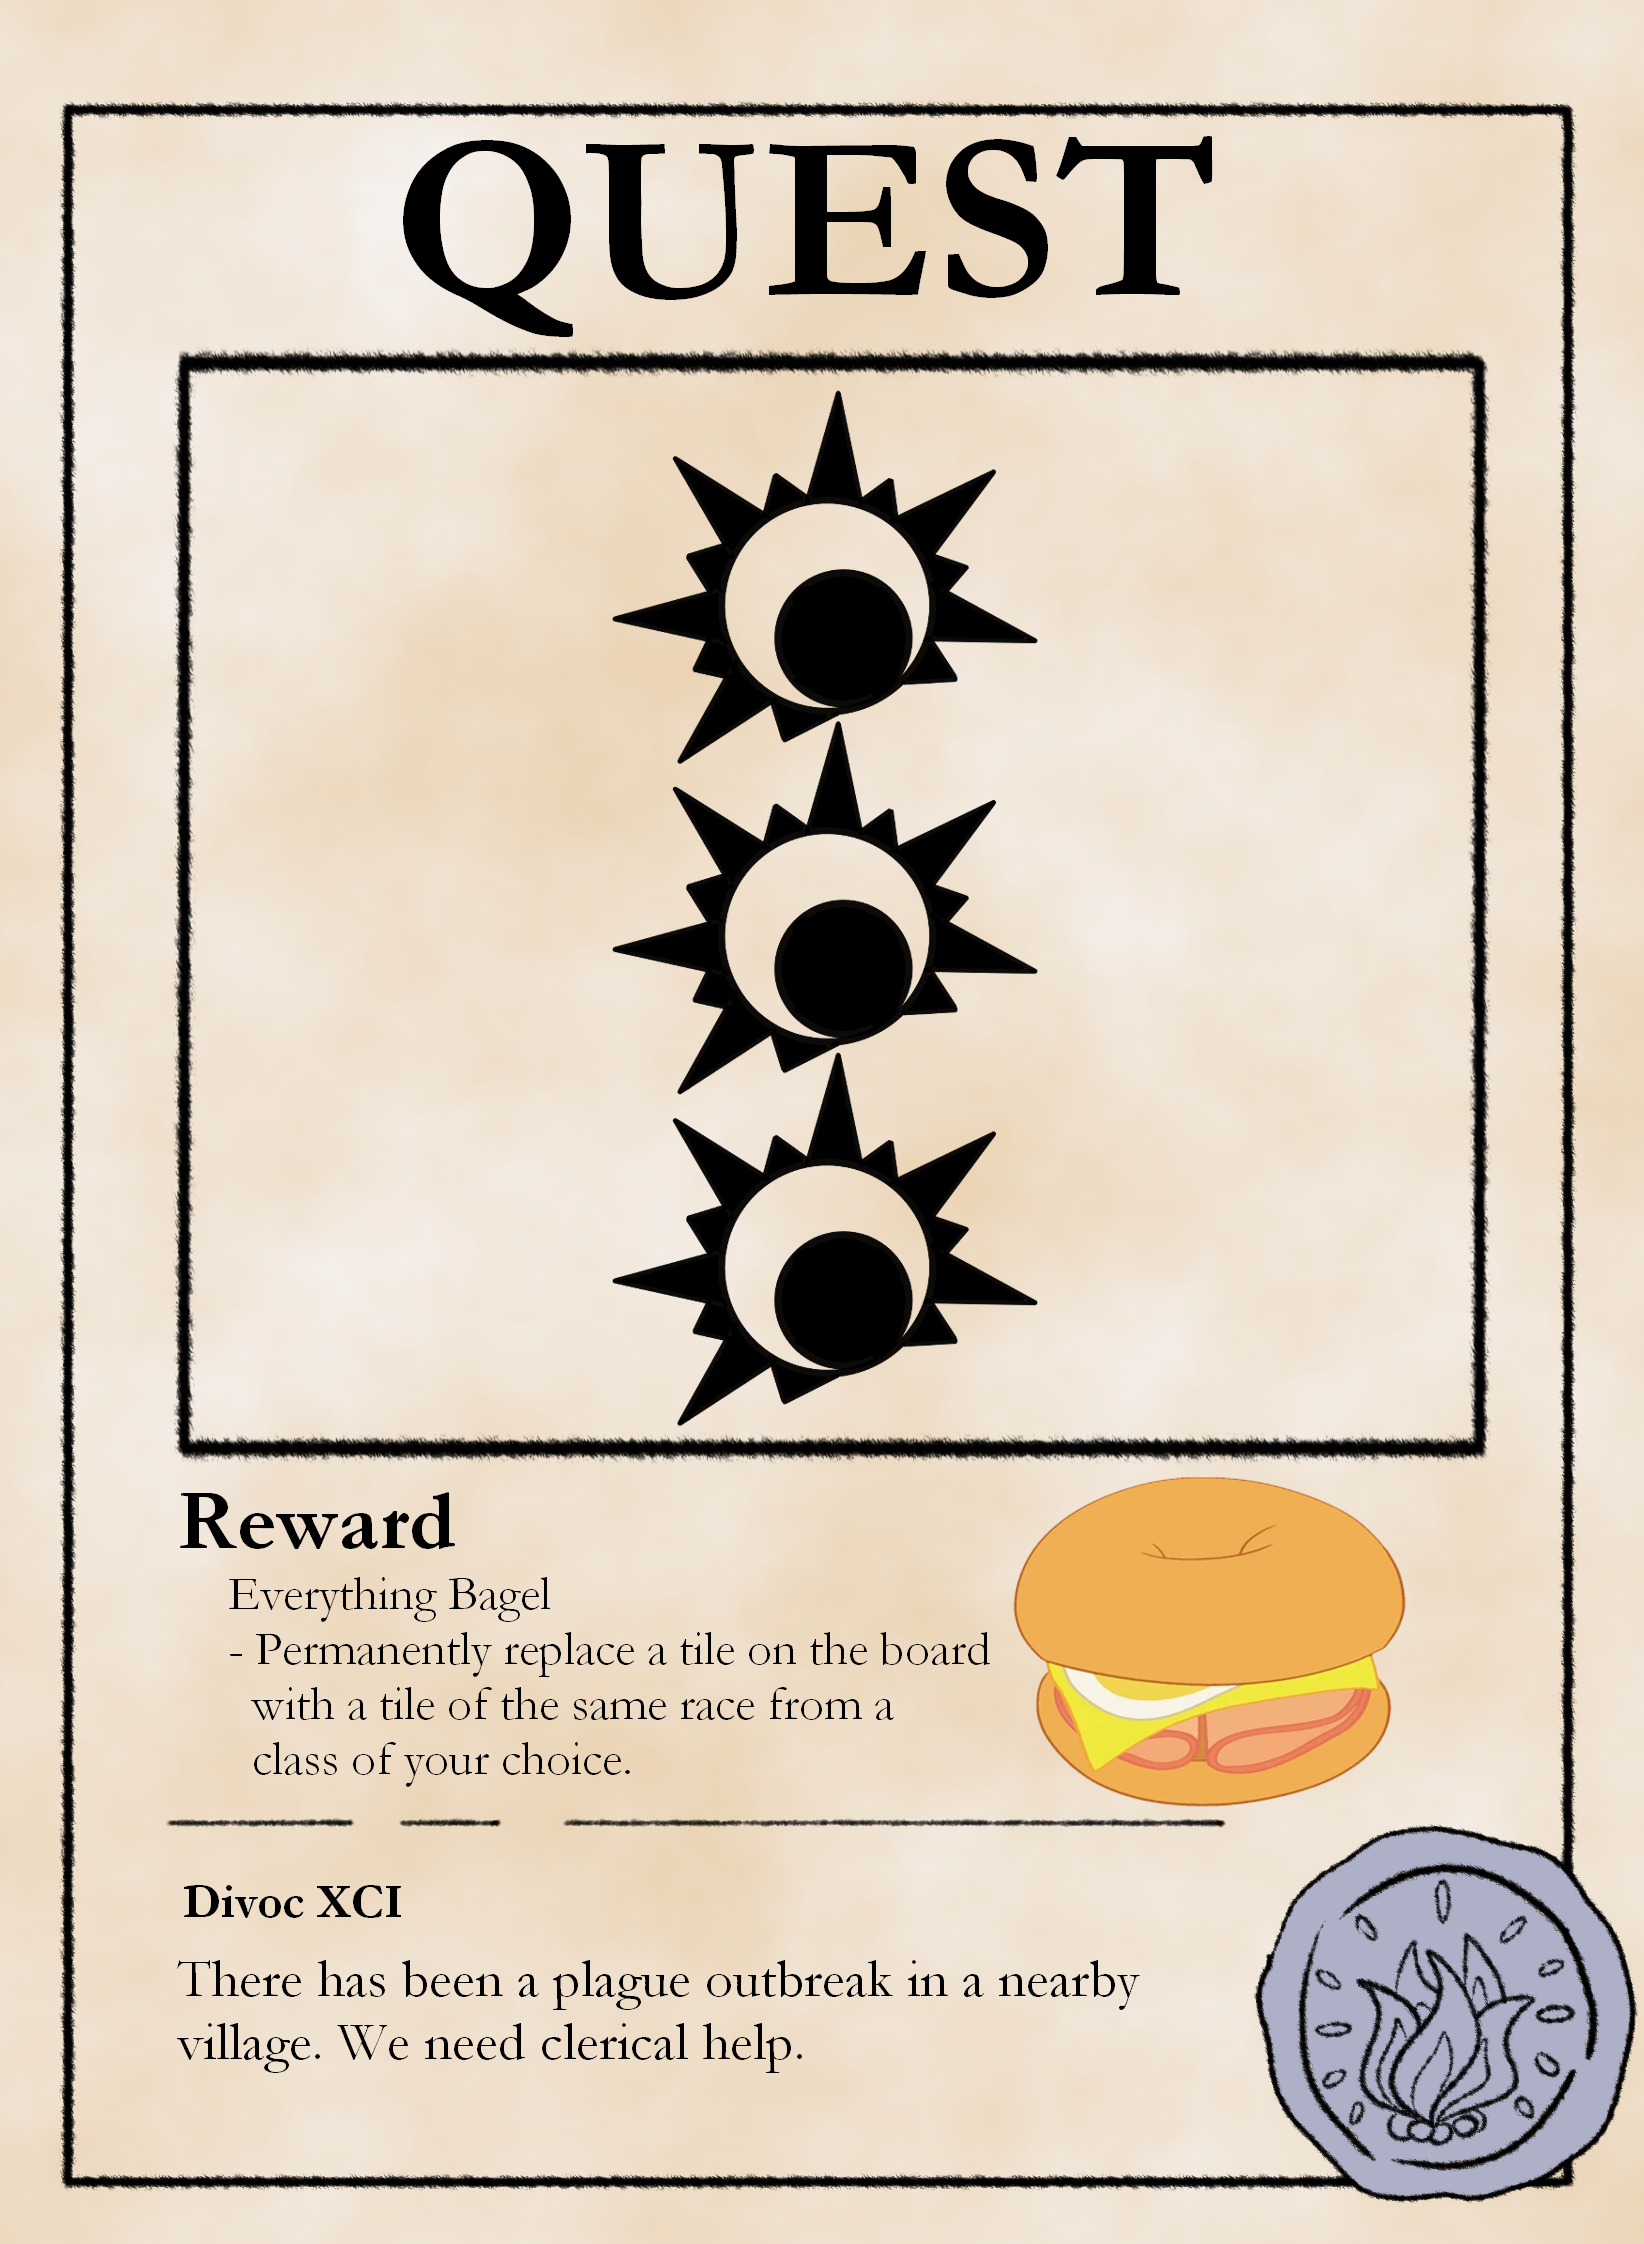 QUEST
Reward
Everything Bagel
- Permanently replace a tile on the board
with a tile of the same race from a
class of your choice.
Divoc XCI
There has been a plague outbreak in a nearby
village. We need clerical help.